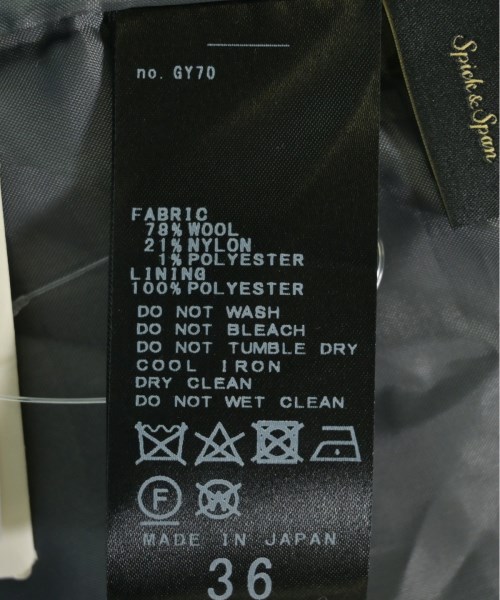 no. GY70
Spick & Span
FABRIC
78% WOOL
21% NYLON
1% POLYESTER
LINING
100% POLYESTER
DO NOT WASH
DO NOT BLEACH
DO NOT TUMBLE DRY
COOL IRON
DRY CLEAN
DO NOT WET CLEAN
F W
MADE IN JAPAN
36